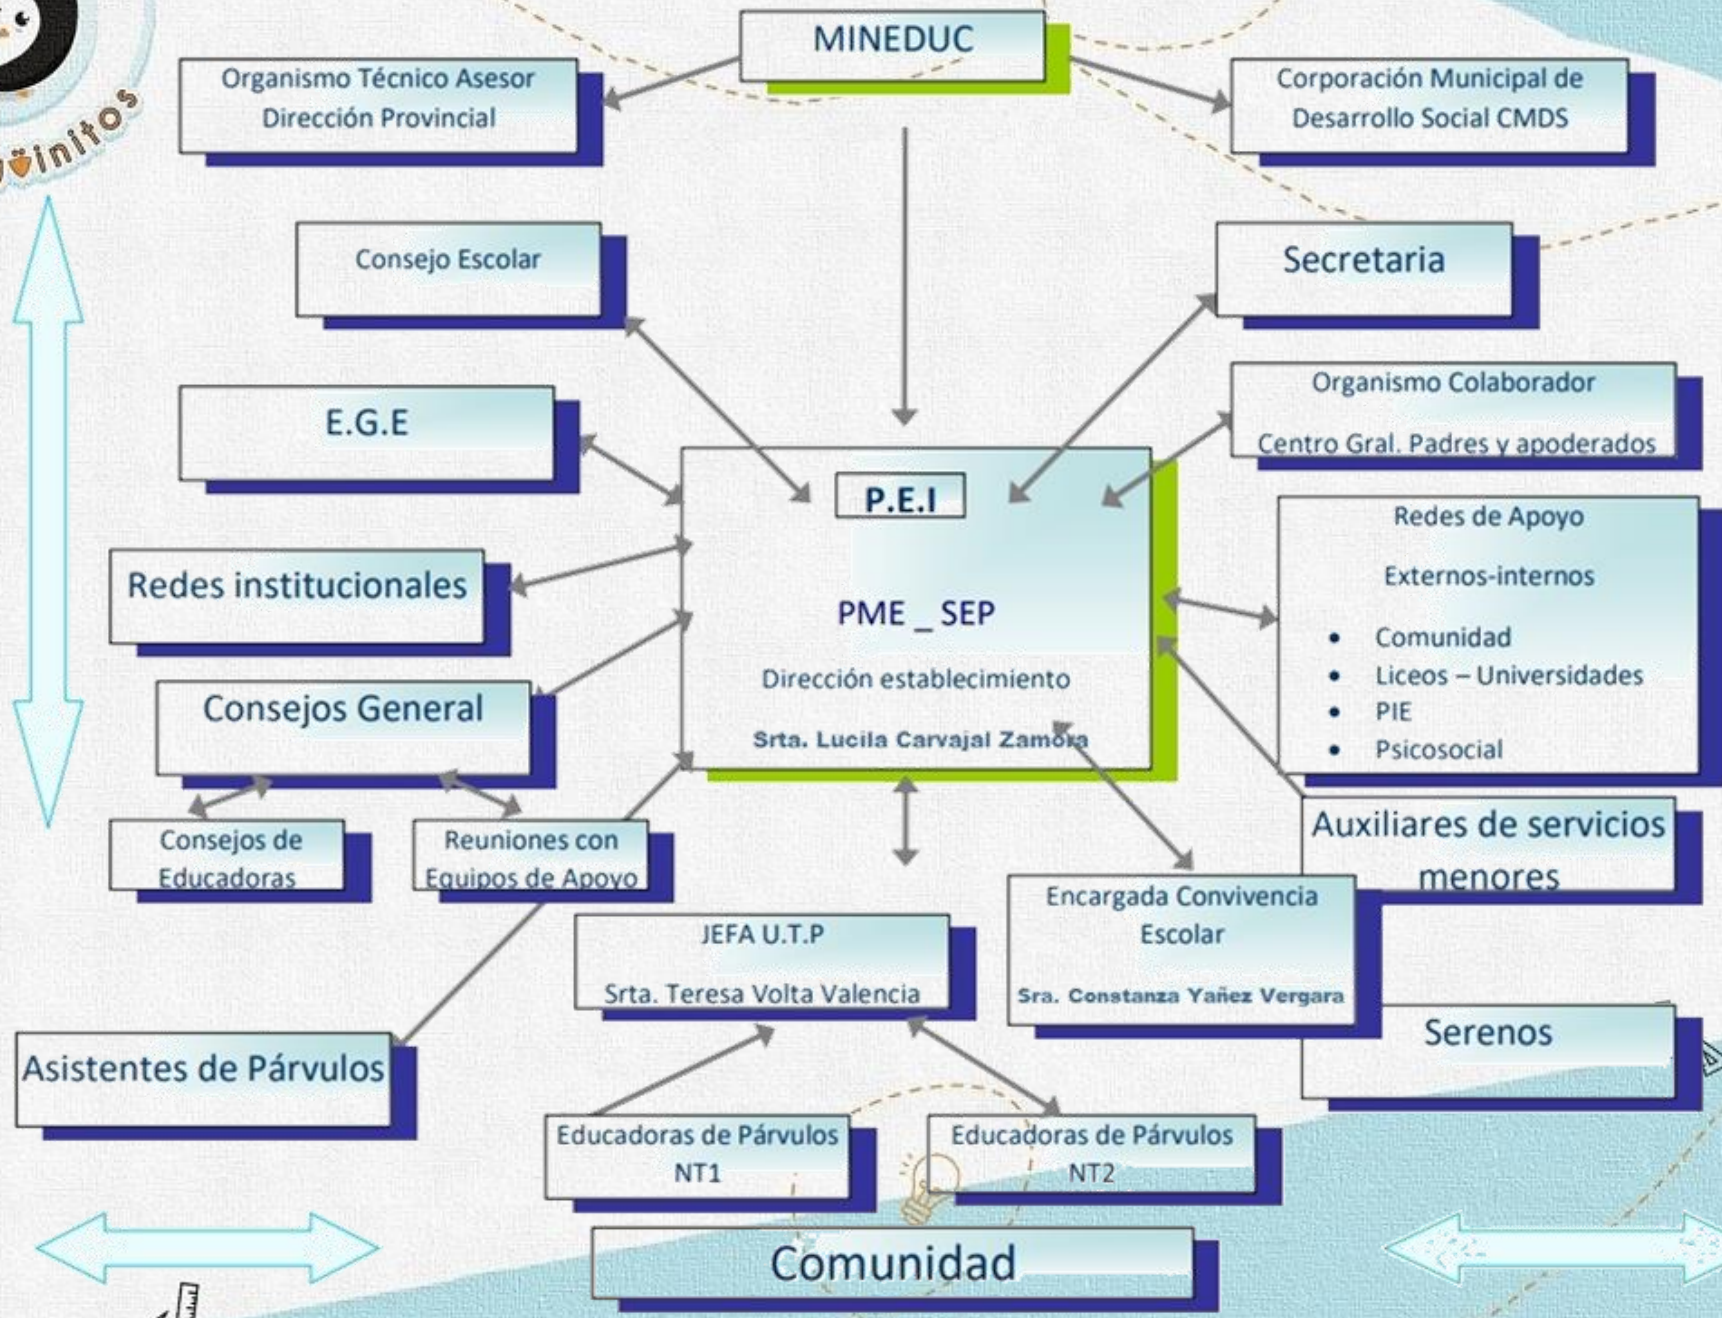 MINEDUC
Organismo Técnico Asesor
Dirección Provincial
Corporación Municipal de
Desarrollo Social CMDS
Consejo Escolar
Secretaria
E.G.E
Organismo Colaborador
Centro Gral. Padres y apoderados
P.E.I
PME _ SEP
Dirección establecimiento
Srta. Lucila Carvajal Zamora
Redes de Apoyo
Externos-internos
• Comunidad
• Liceos – Universidades
• PIE
• Psicosocial
Redes institucionales
Consejos General
Consejos de
Educadoras
Reuniones con
Equipos de Apoyo
Auxiliares de servicios
menores
JEFA U.T.P
Srta. Teresa Volta Valencia
Encargada Convivencia
Escolar
Sra. Constanza Yañez Vergara
Serenos
Asistentes de Párvulos
Educadoras de Párvulos
NT1
Educadoras de Párvulos
NT2
Comunidad